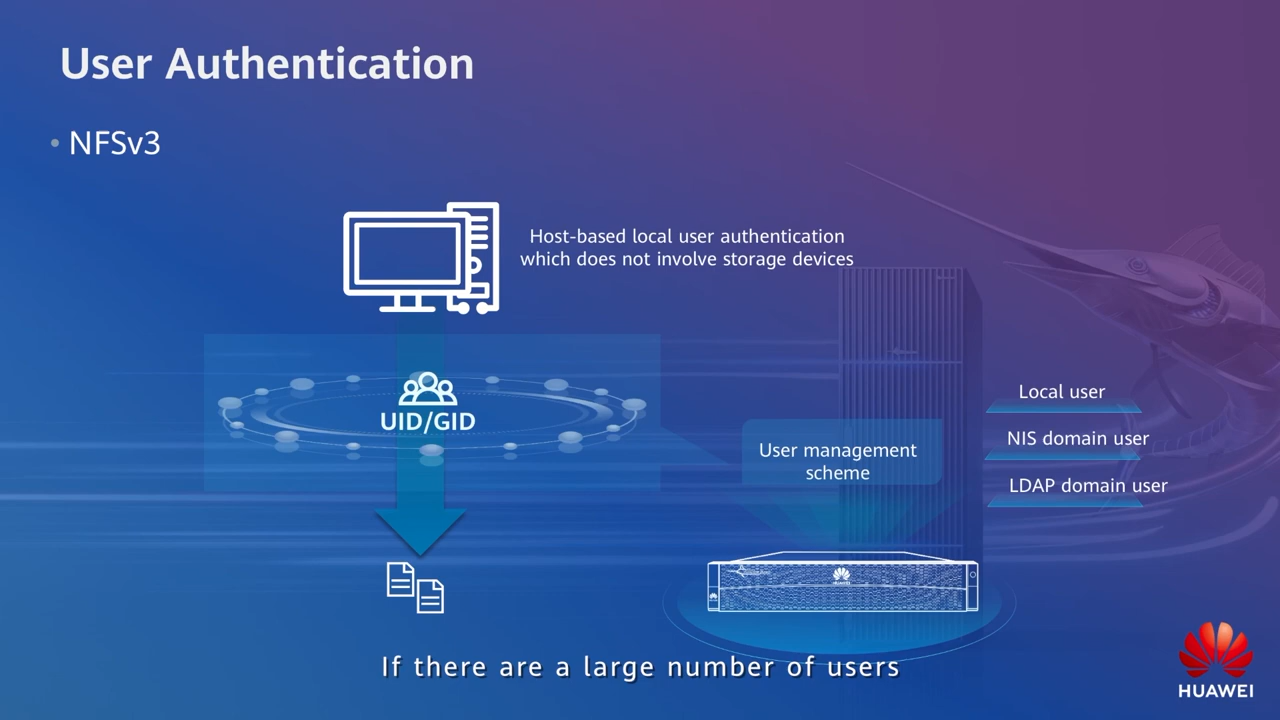 User Authentication
• NFSv3
Host-based local user authentication
which does not involve storage devices
UID/GID
Local user
NIS domain user
LDAP domain user
User management
scheme
HUAWEI
If there are a large number of users
HUAWEI